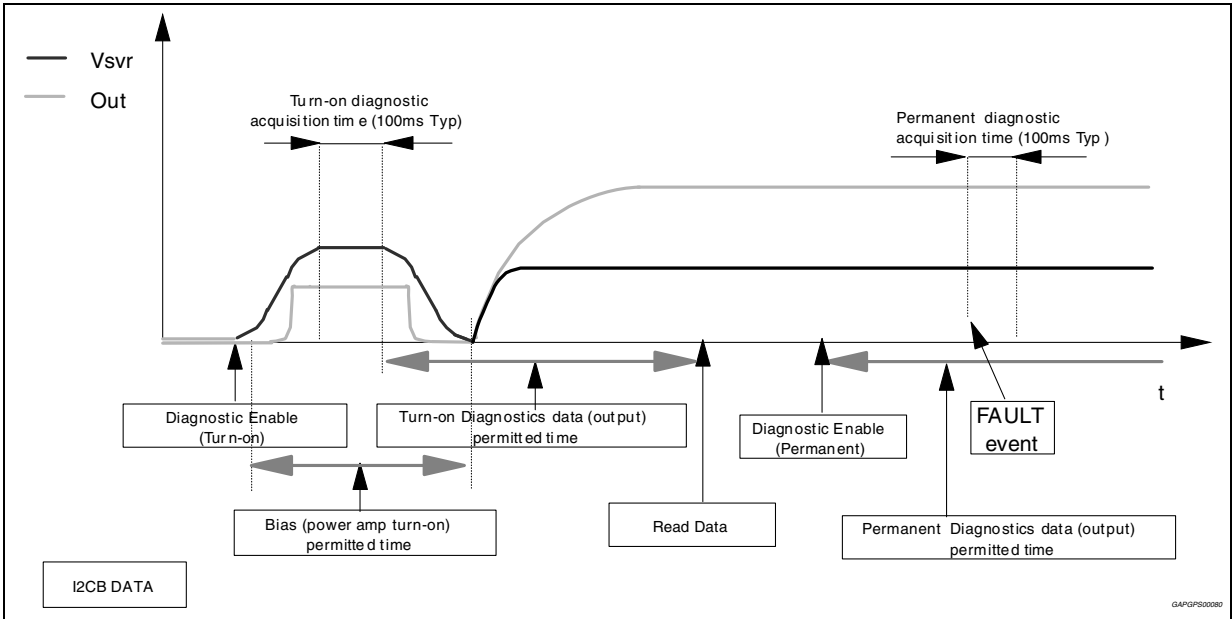 Vsvr
Out
Turn-on diagnostic
acquisition time (100ms Typ)
Permanent diagnostic
acquisition time (100ms Typ )
t
Diagnostic Enable
(Turn-on)
Turn-on Diagnostics data (output)
permitted time
Diagnostic Enable
(Permanent)
FAULT
event
Bias (power amp turn-on)
permitted time
Read Data
Permanent Diagnostics data (output)
permitted time
I2CB DATA
GAPGPS00080